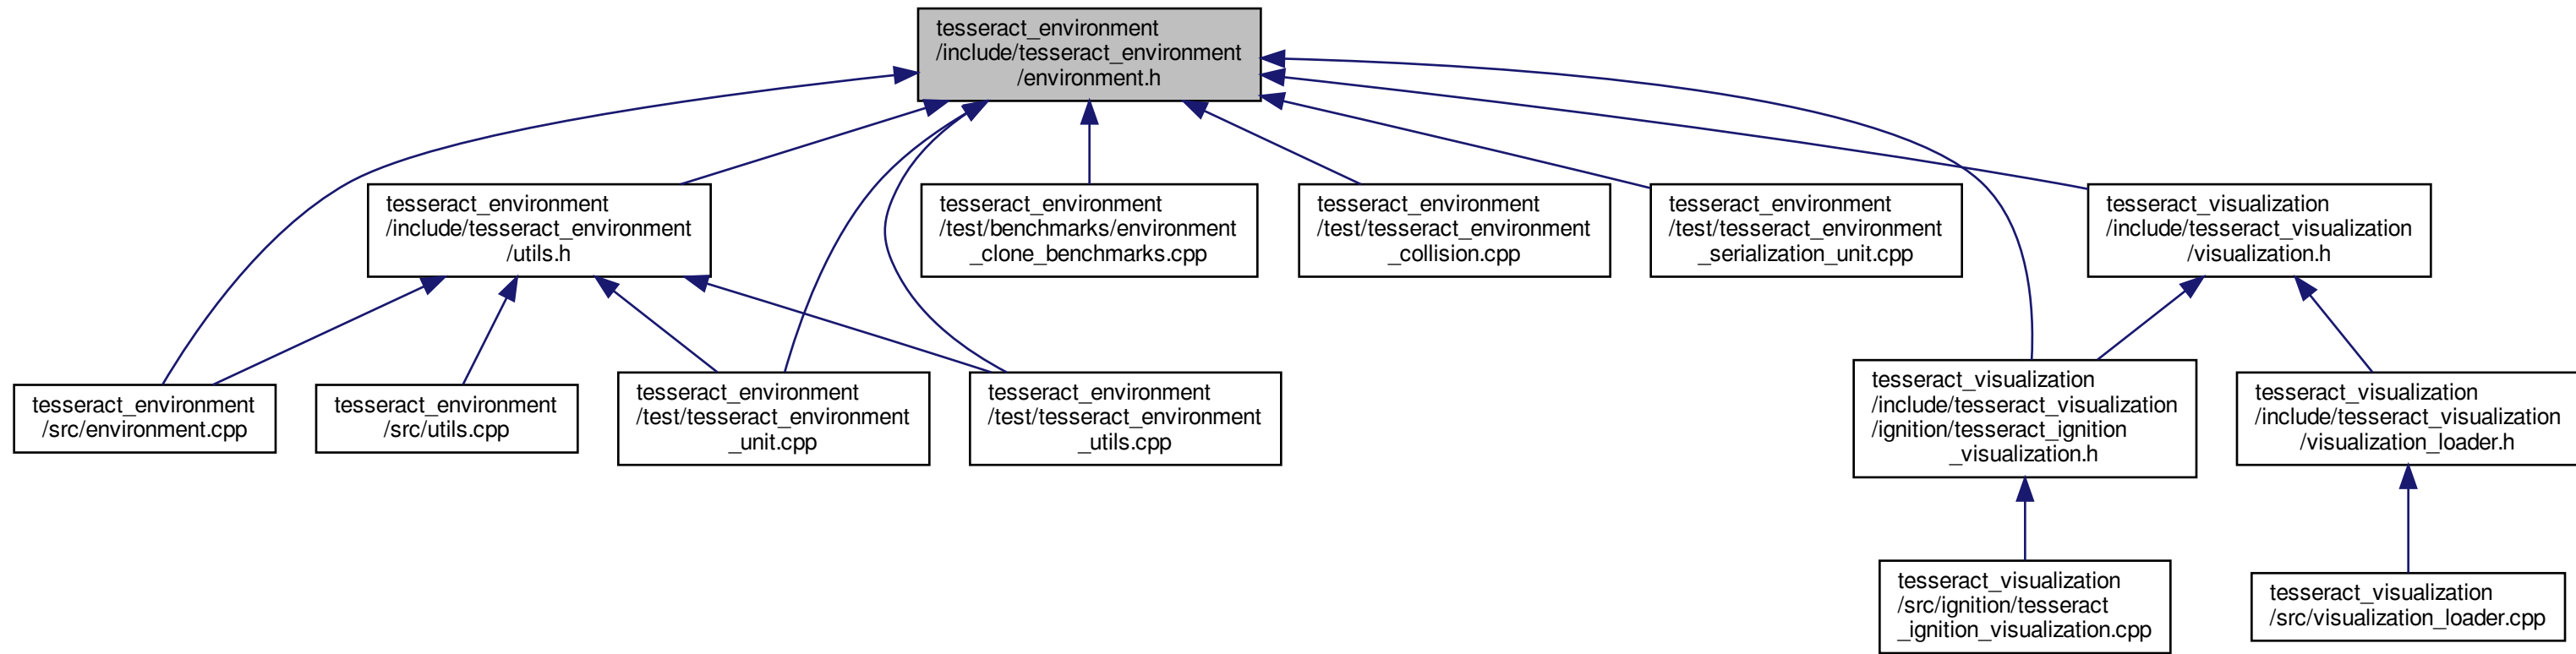 tesseract_environment
/include/tesseract_environment
/environment.h
tesseract_environment
/include/tesseract_environment
/utils.h
tesseract_environment
/test/benchmarks/environment
_clone_benchmarks.cpp
tesseract_environment
/test/tesseract_environment
_collision.cpp
tesseract_environment
/test/tesseract_environment
_serialization_unit.cpp
tesseract_visualization
/include/tesseract_visualization
/visualization.h
tesseract_environment
/src/environment.cpp
tesseract_environment
/src/utils.cpp
tesseract_environment
/test/tesseract_environment
_unit.cpp
tesseract_environment
/test/tesseract_environment
_utils.cpp
tesseract_visualization
/include/tesseract_visualization
/ignition/tesseract_ignition
_visualization.h
tesseract_visualization
/include/tesseract_visualization
/visualization_loader.h
tesseract_visualization
/src/ignition/tesseract
_ignition_visualization.cpp
tesseract_visualization
/src/visualization_loader.cpp